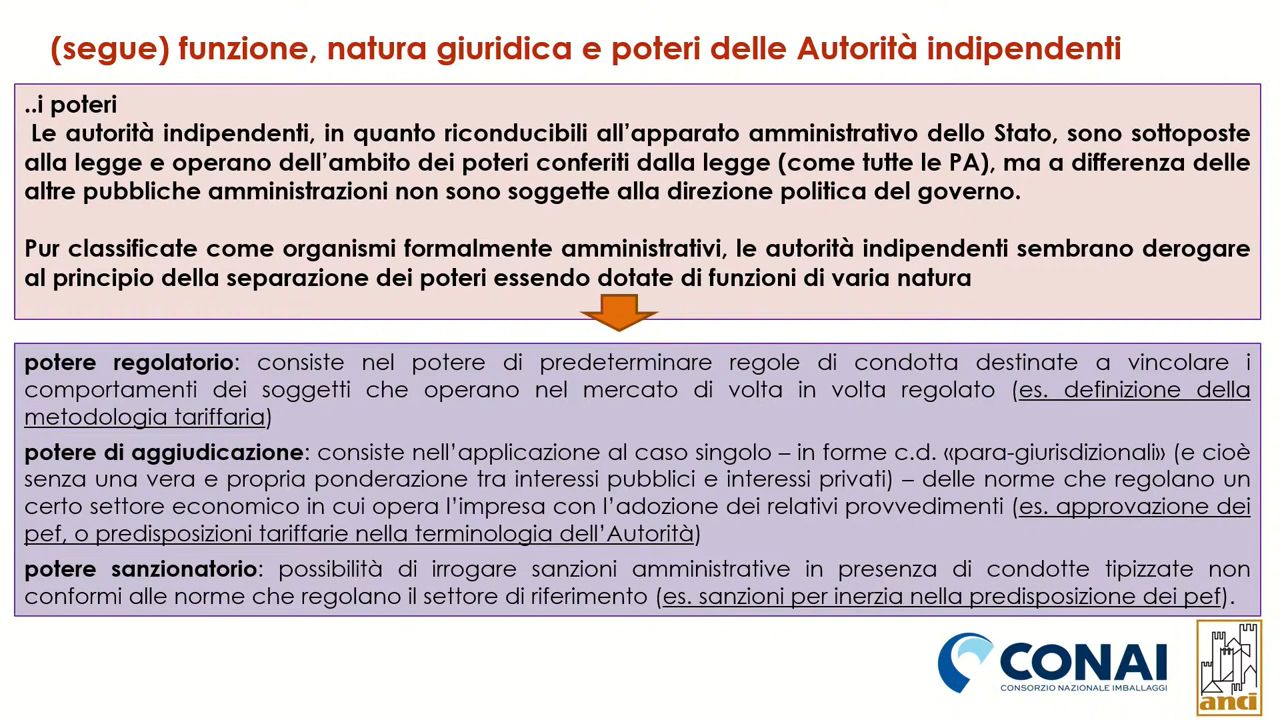 (segue) funzione, natura giuridica e poteri delle Autorità indipendenti
..i poteri
Le autorità indipendenti, in quanto riconducibili all’apparato amministrativo dello Stato, sono sottoposte
alla legge e operano dell’ambito dei poteri conferiti dalla legge (come tutte le PA), ma a differenza delle
altre pubbliche amministrazioni non sono soggette alla direzione politica del governo.
Pur classificate come organismi formalmente amministrativi, le autorità indipendenti sembrano derogare
al principio della separazione dei poteri essendo dotate di funzioni di varia natura
potere regolatorio: consiste nel potere di predeterminare regole di condotta destinate a vincolare i
comportamenti dei soggetti che operano nel mercato di volta in volta regolato (es. definizione della
metodologia tariffaria)
potere di aggiudicazione: consiste nell’applicazione al caso singolo – in forme c.d. «para-giurisdizionali» (e cioè
senza una vera e propria ponderazione tra interessi pubblici e interessi privati) – delle norme che regolano un
certo settore economico in cui opera l’impresa con l’adozione dei relativi provvedimenti (es. approvazione dei
pef, o predisposizioni tariffarie nella terminologia dell’Autorità)
potere sanzionatorio: possibilità di irrogare sanzioni amministrative in presenza di condotte tipizzate non
conformi alle norme che regolano il settore di riferimento (es. sanzioni per inerzia nella predisposizione dei pef).
CONAI
CONSORZIO NAZIONALE IMBALLAGGI
anci